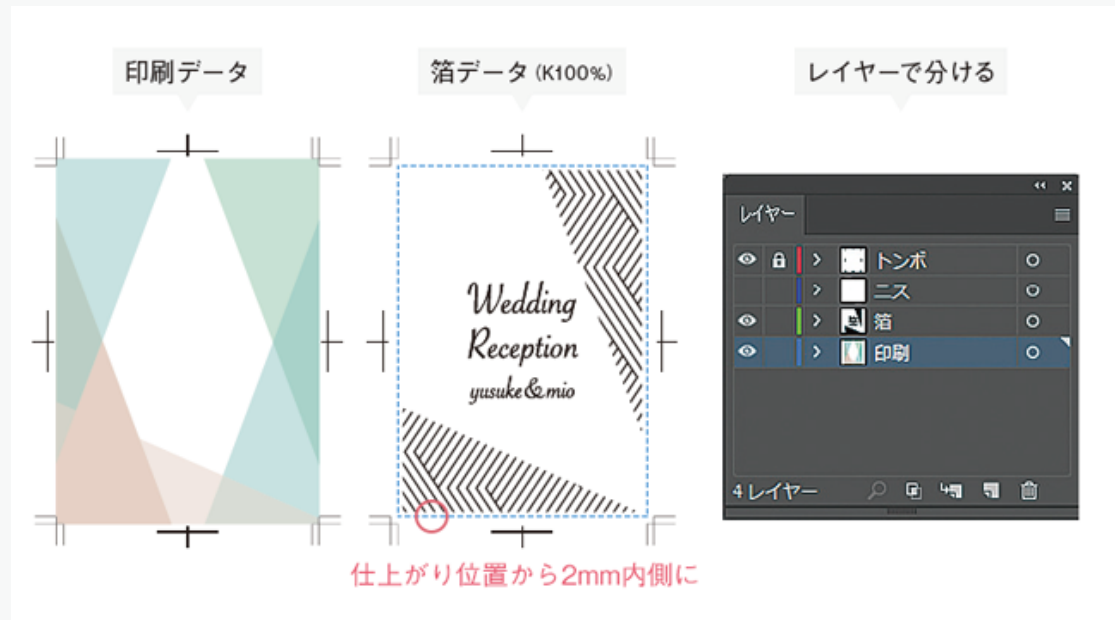 印刷データ
箔データ（K100%）
レイヤーで分ける
Wedding
Reception
yusuke&mio
仕上がり位置から2mm内側に
レイヤー
トンボ
ニス
箔
印刷
4 レイヤー